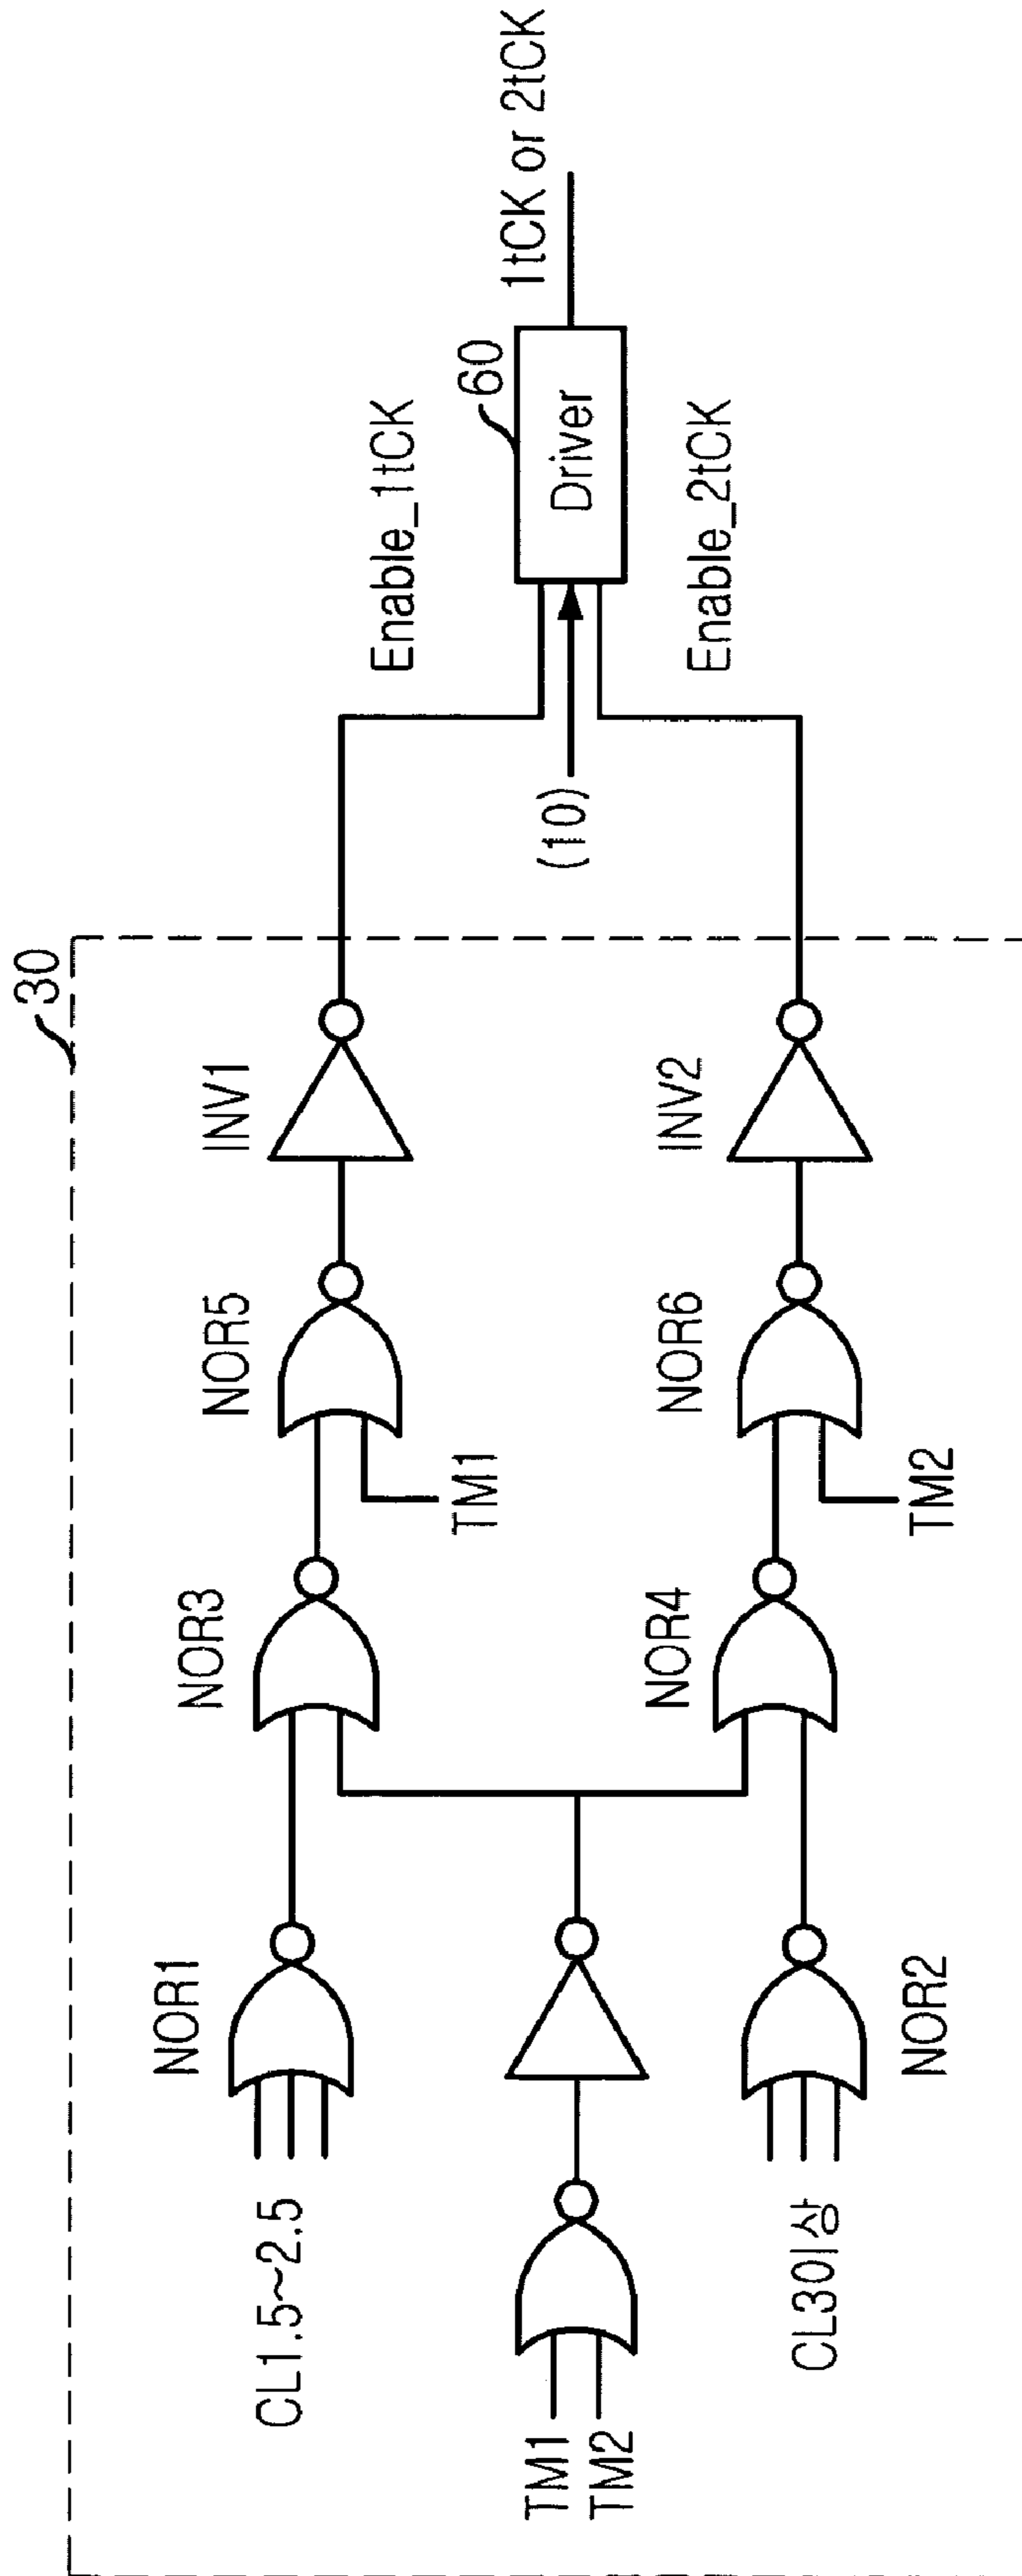 30
NOR1
NOR3
NOR5
INV1
CL1.5~2.5
TM1
Enable_1tCK
60
TM1
TM2
(10)
Driver
1tCK or 2tCK
Enable_2tCK
NOR4
NOR6
INV2
CL3이상
NOR2
TM2